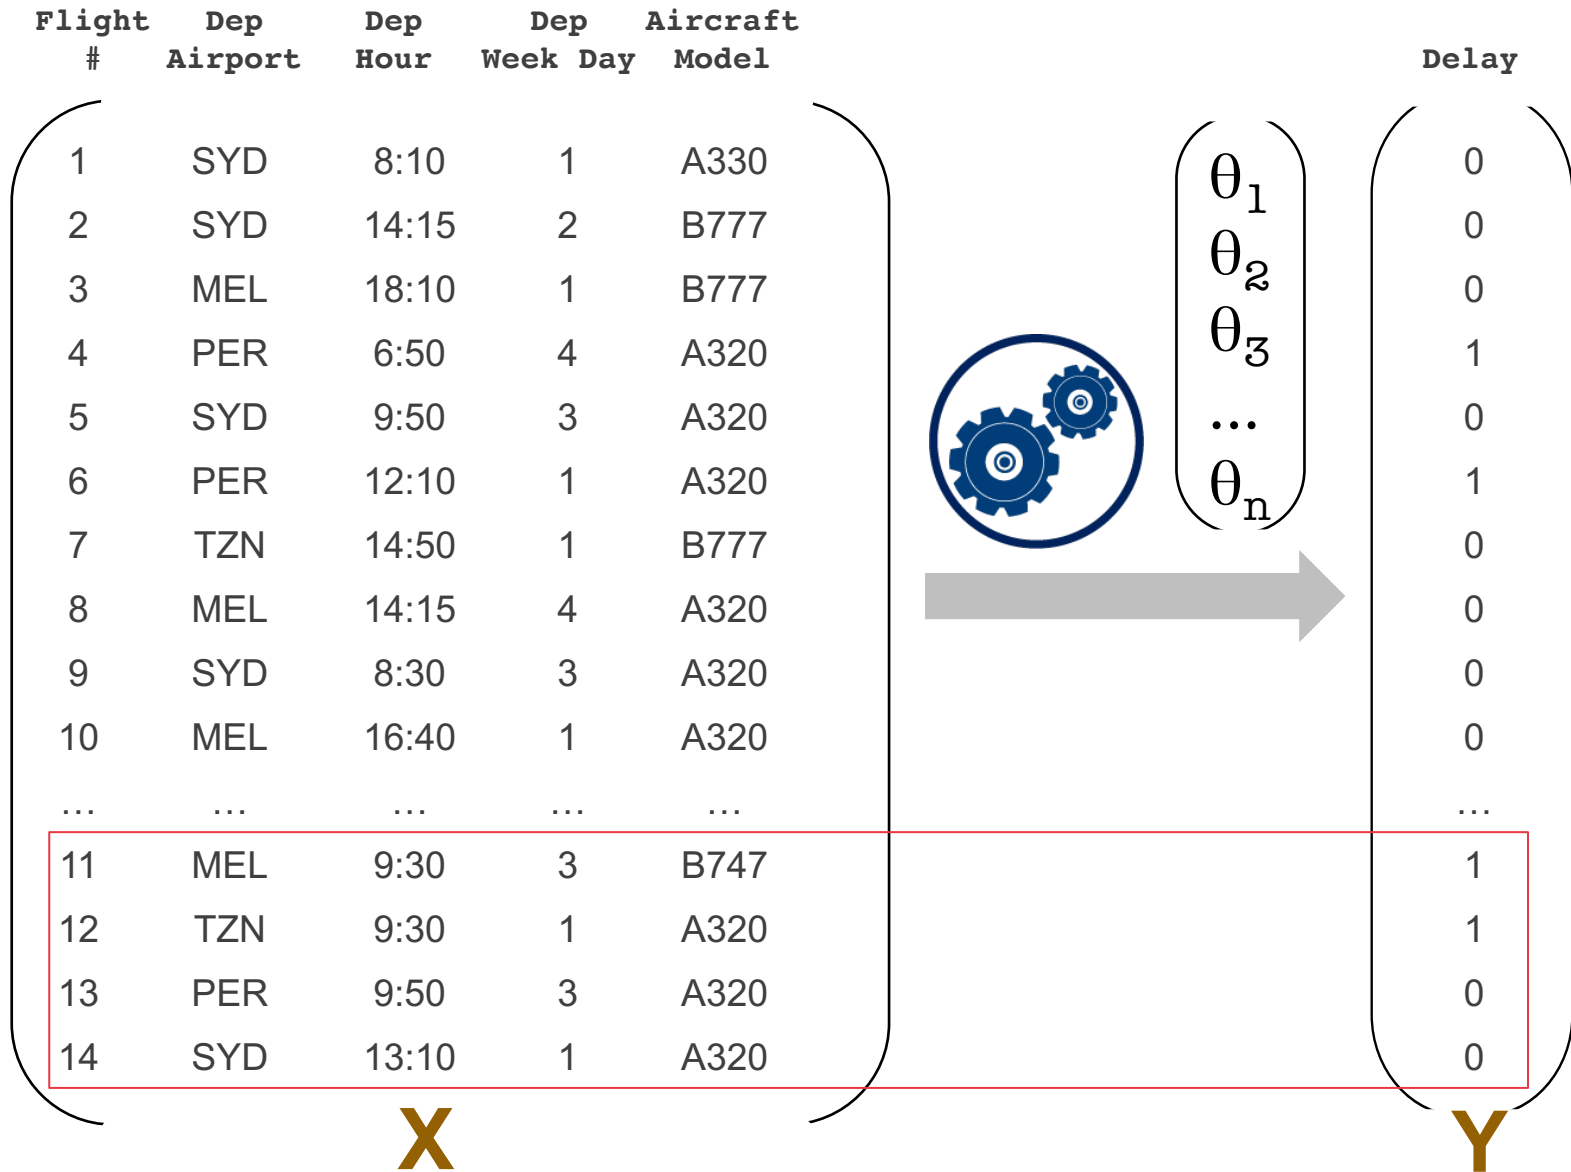 Flight Dep Dep Dep Aircraft
# Airport Hour Week Day Model Delay
1 SYD 8:10 1 A330 0
2 SYD 14:15 2 B777 0
3 MEL 18:10 1 B777 0
4 PER 6:50 4 A320 1
5 SYD 9:50 3 A320 0
6 PER 12:10 1 A320 1
7 TZN 14:50 1 B777 0
8 MEL 14:15 4 A320 0
9 SYD 8:30 3 A320 0
10 MEL 16:40 1 A320 0
... ... ... ... ... ...
11 MEL 9:30 3 B747 1
12 TZN 9:30 1 A320 1
13 PER 9:50 3 A320 0
14 SYD 13:10 1 A320 0
θ1
θ2
θ3
...
θn
X Y